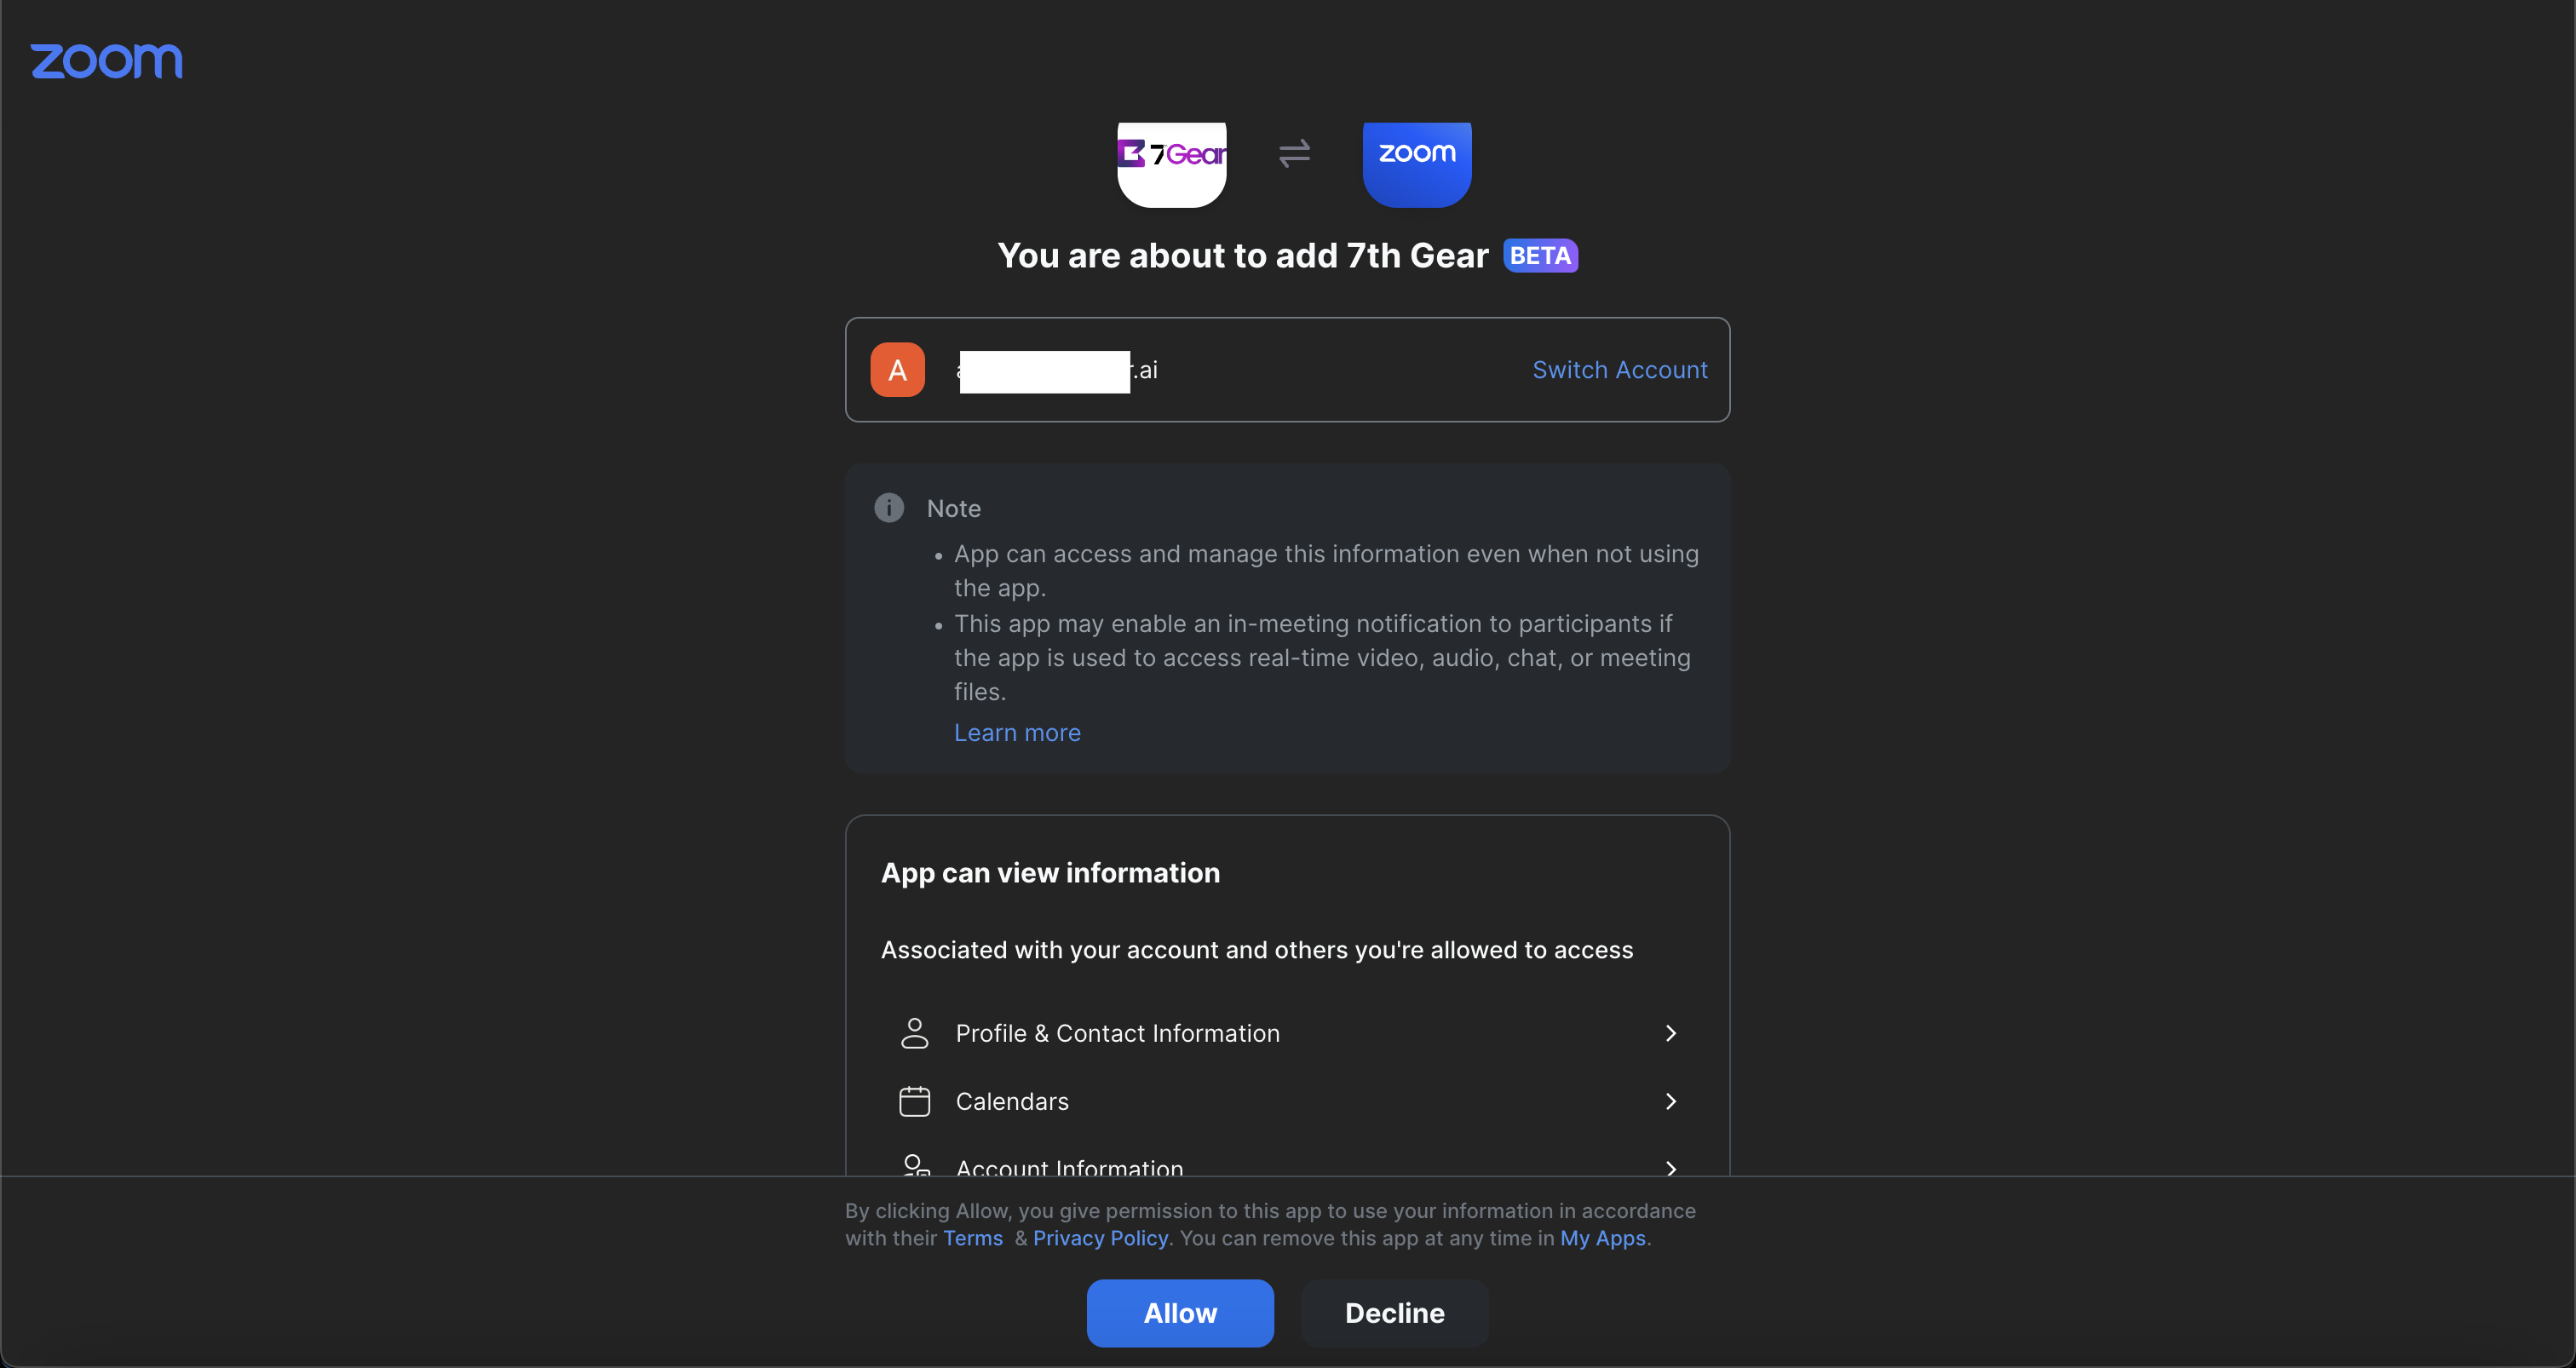 zoom
7Gear
zoom
You are about to add 7th Gear BETA
A
r.ai
Switch Account
Note
• App can access and manage this information even when not using
the app.
• This app may enable an in-meeting notification to participants if
the app is used to access real-time video, audio, chat, or meeting
files.
Learn more
App can view information
Associated with your account and others you're allowed to access
Profile & Contact Information
Calendars
Account Information
By clicking Allow, you give permission to this app to use your information in accordance
with their Terms & Privacy Policy. You can remove this app at any time in My Apps.
Allow
Decline